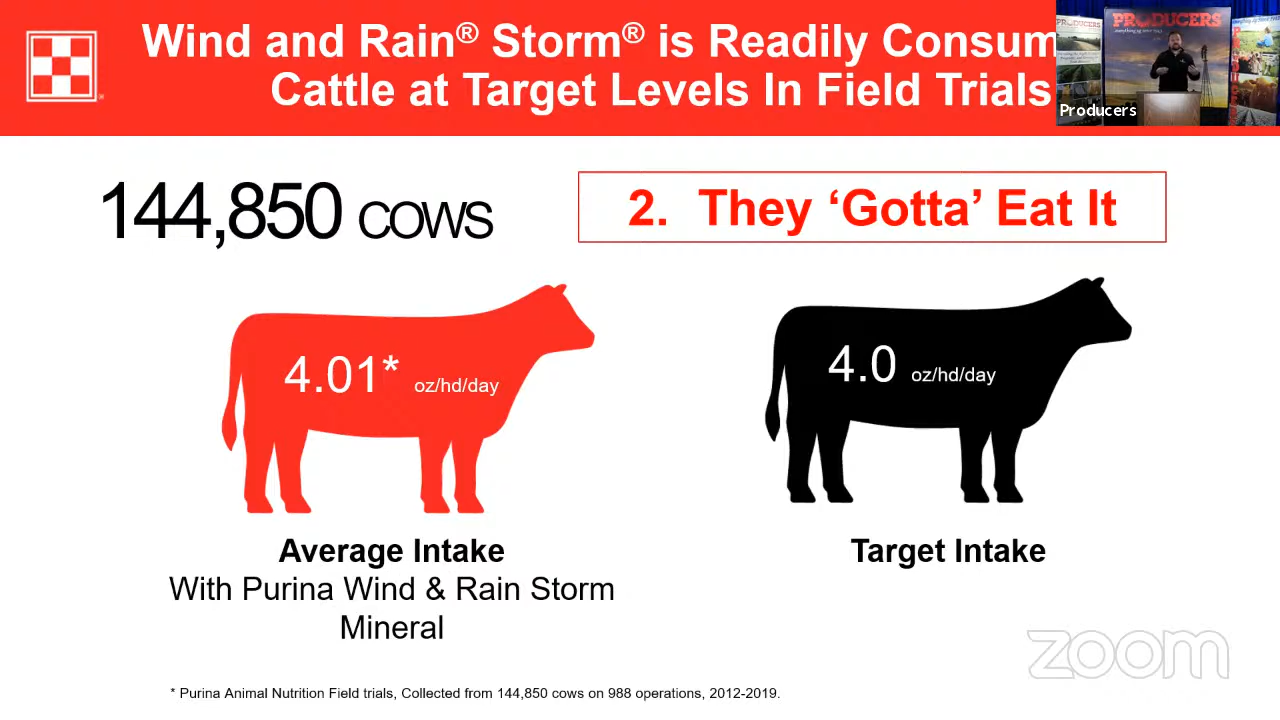 Wind and Rain® Storm® is Readily Consum
Cattle at Target Levels In Field Trials
PRODUCERS
Producers
144,850 cows
2. They ‘Gotta’ Eat It
4.01* oz/hd/day
4.0 oz/hd/day
Average Intake
With Purina Wind & Rain Storm
Mineral
Target Intake
zoom
* Purina Animal Nutrition Field trials, Collected from 144,850 cows on 988 operations, 2012-2019.